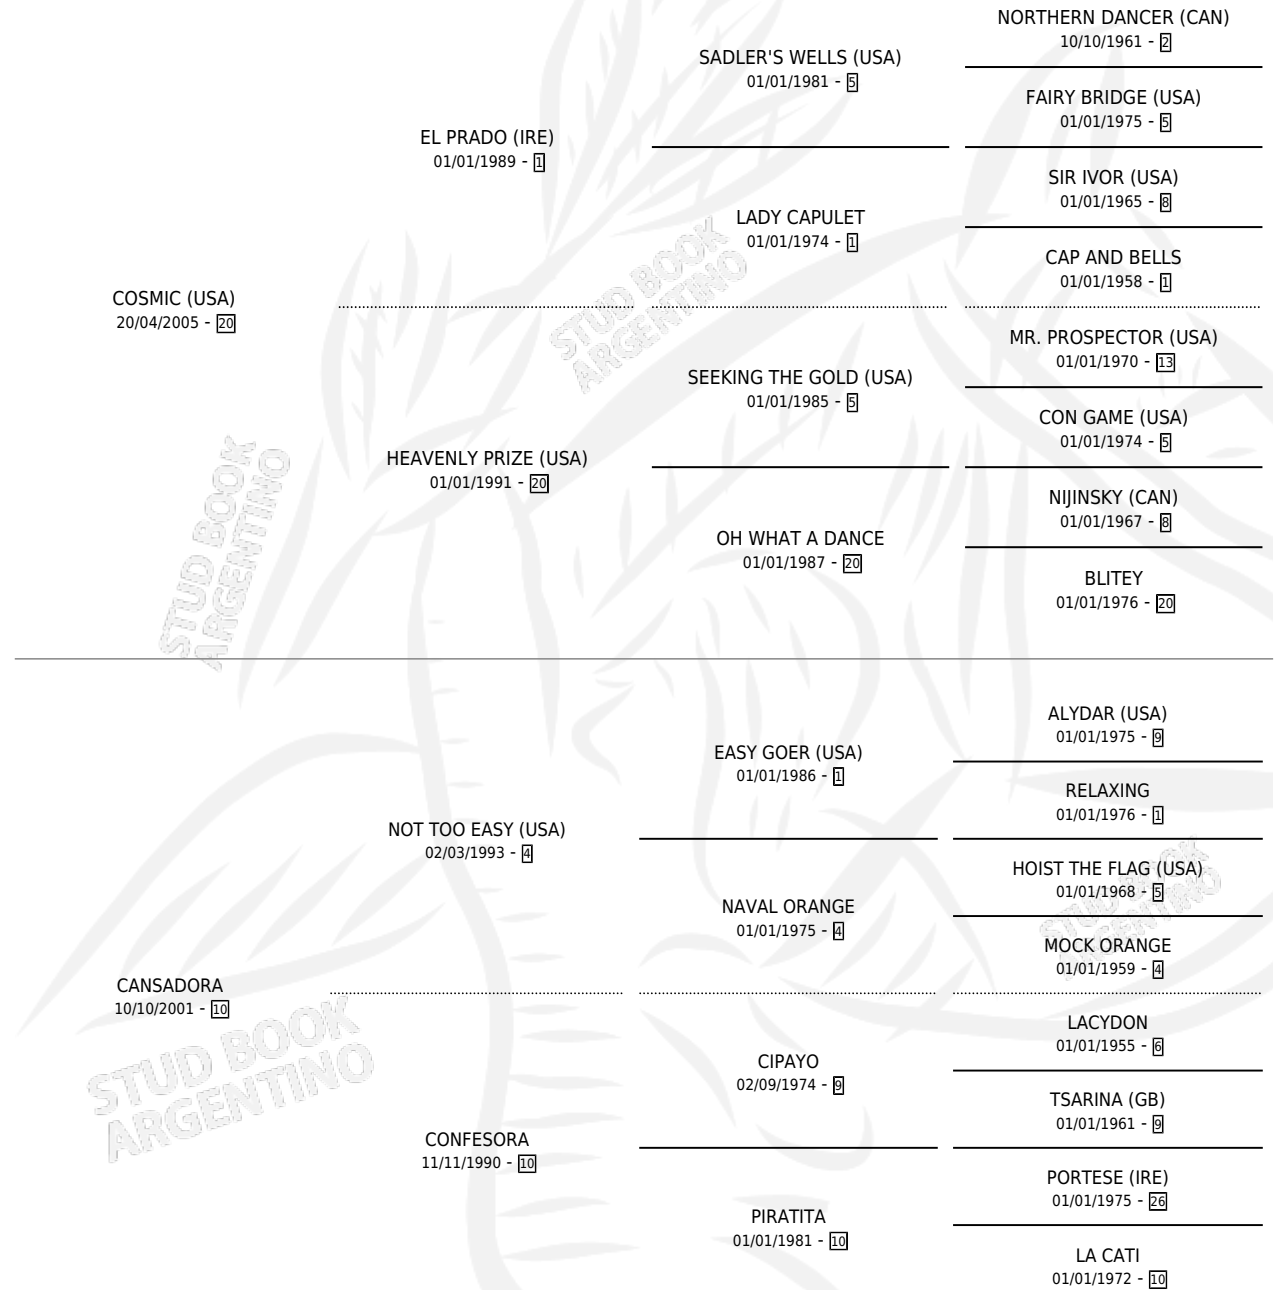 NORTHERN DANCER (CAN)
10/10/1961 - 2
SADLER'S WELLS (USA)
01/01/1981 - 5
FAIRY BRIDGE (USA)
01/01/1975 - 5
EL PRADO (IRE)
01/01/1989 - 1
SIR IVOR (USA)
01/01/1965 - 8
LADY CAPULET
01/01/1974 - 1
CAP AND BELLS
01/01/1958 - 1
COSMIC (USA)
20/04/2005 - 20
STUD BOOK
ARGENTINO
MR. PROSPECTOR (USA)
01/01/1970 - 13
SEEKING THE GOLD (USA)
01/01/1985 - 5
CON GAME (USA)
01/01/1974 - 5
HEAVENLY PRIZE (USA)
01/01/1991 - 20
NIJINSKY (CAN)
01/01/1967 - 8
OH WHAT A DANCE
01/01/1987 - 20
BLITEY
01/01/1976 - 20
STUD BOOK
ARGENTINO
ALYDAR (USA)
01/01/1975 - 9
EASY GOER (USA)
01/01/1986 - 1
RELAXING
01/01/1976 - 1
NOT TOO EASY (USA)
02/03/1993 - 4
HOIST THE FLAG (USA)
01/01/1968 - 5
NAVAL ORANGE
01/01/1975 - 4
STUD BOOK
ARGENTINO
MOCK ORANGE
01/01/1959 - 4
CANSADORA
10/10/2001 - 10
LACYDON
01/01/1955 - 6
CIPAYO
02/09/1974 - 9
STUD BOOK
ARGENTINO
TSARINA (GB)
01/01/1961 - 9
CONFESORA
11/11/1990 - 10
PORTESE (IRE)
01/01/1975 - 26
PIRATITA
01/01/1981 - 10
LA CATI
01/01/1972 - 10